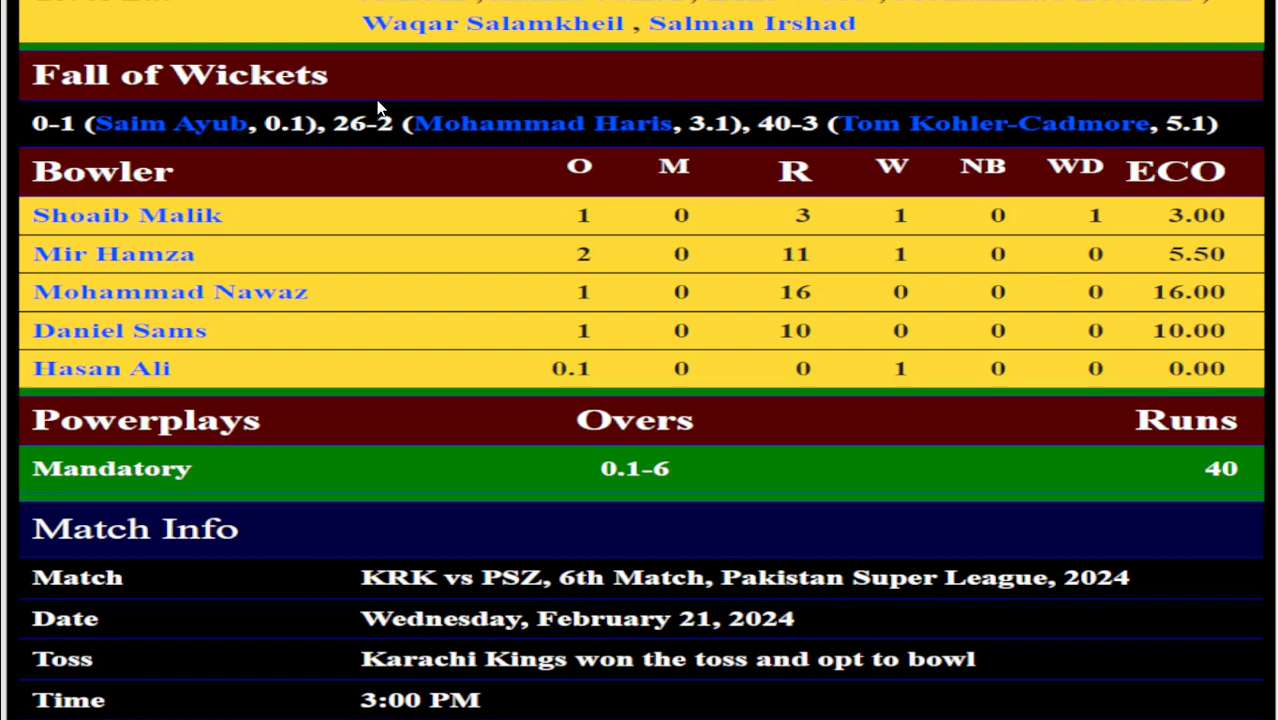 Waqar Salamkheil , Salman Irshad
Fall of Wickets
0-1 (Saim Ayub, 0.1), 26-2 (Mohammad Haris, 3.1), 40-3 (Tom Kohler-Cadmore, 5.1)
Bowler O M R W NB WD ECO
Shoaib Malik 1 0 3 1 0 1 3.00
Mir Hamza 2 0 11 1 0 0 5.50
Mohammad Nawaz 1 0 16 0 0 0 16.00
Daniel Sams 1 0 10 0 0 0 10.00
Hasan Ali 0.1 0 0 1 0 0 0.00
Powerplays Overs Runs
Mandatory 0.1-6 40
Match Info
Match KRK vs PSZ, 6th Match, Pakistan Super League, 2024
Date Wednesday, February 21, 2024
Toss Karachi Kings won the toss and opt to bowl
Time 3:00 PM